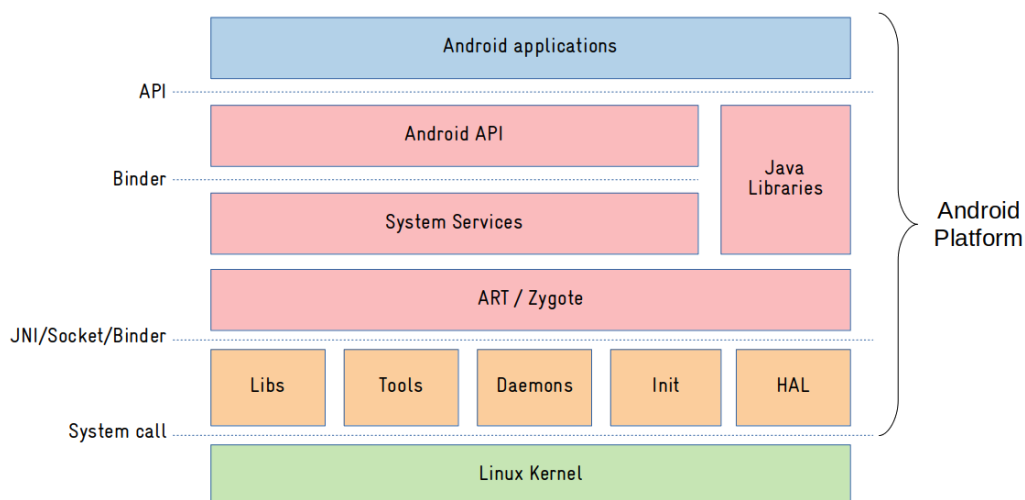 Android applications
API
Android API
Java
Libraries
Binder
System Services
Android
Platform
ART / Zygote
JNI/Socket/Binder
Libs
Tools
Daemons
Init
HAL
System call
Linux Kernel